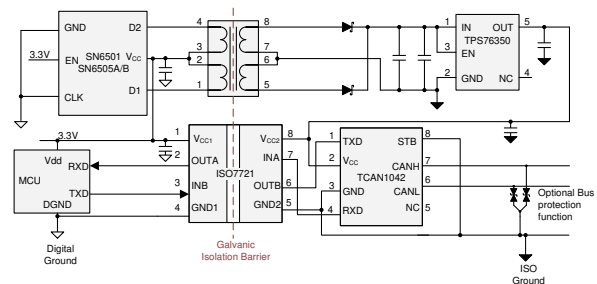 GND D2 4 8 1 IN OUT 5
SN6501 VCC 3 7 TPS76350
3.3V EN SN6505A/B 2 6 3 EN
CLK D1 1 5 2 GND NC 4
3.3V
Vdd
MCU RXD
TXD
DGND
Digital
Ground
1 VCC1 VCC2 8
2 OUTA INA 7
ISO7721
3 INB OUTB 6
4 GND1 GND2 5
Galvanic
Isolation Barrier
1 TXD STB 8
2 VCC CANH 7
TCAN1042
3 GND CANL 6
4 RXD NC 5
Optional Bus
protection
function
ISO
Ground